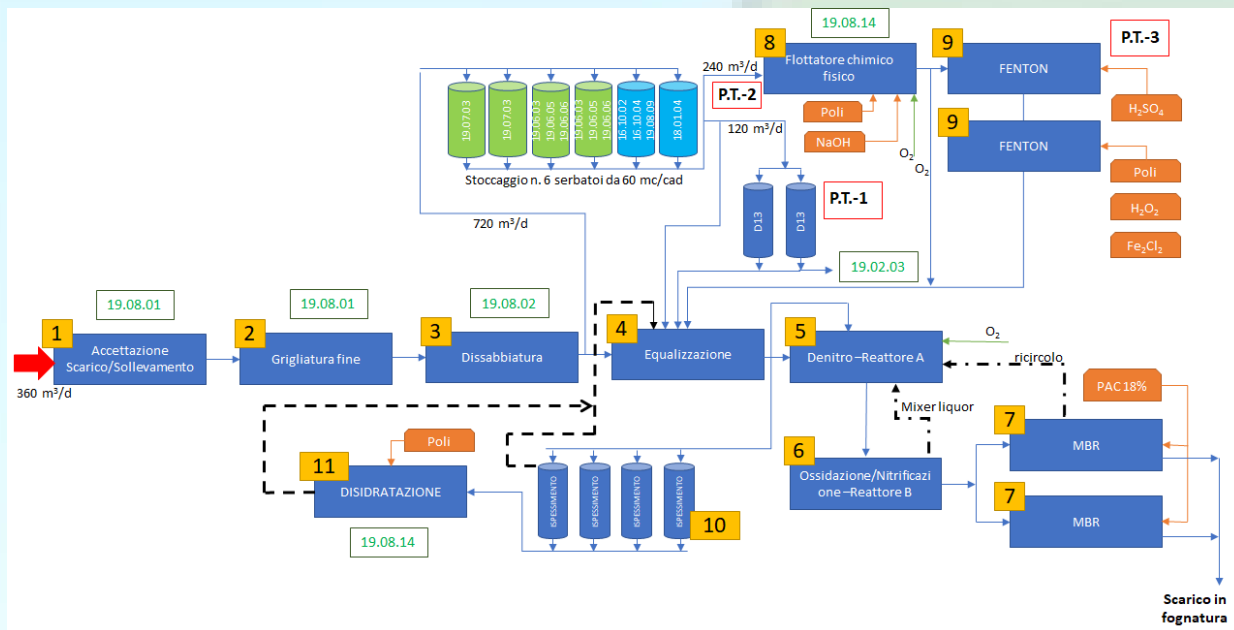 19.08.14
8
Flottatore chimico
fisico
9
FENTON
P.T.-3
H2SO4
240 m³/d
P.T.-2
120 m³/d
Poli
NaOH
O2
O2
9
FENTON
Poli
H2O2
Fe2Cl2
19.07.03
19.07.03
19.06.03
19.06.05
19.06.06
19.06.03
19.06.05
19.06.06
16.10.02
16.10.04
19.08.09
18.01.04
Stoccaggio n. 6 serbatoi da 60 mc/cad
720 m³/d
D13
D13
P.T.-1
19.02.03
19.08.01
19.08.01
19.08.02
1
Accettazione
Scarico/Sollevamento
360 m³/d
2
Grigliatura fine
3
Dissabbiatura
4
Equalizzazione
5
Denitro –Reattore A
O2
ricircolo
PAC 18%
Mixer liquor
6
Ossidazione/Nitrificazi
one –Reattore B
7
MBR
7
MBR
Poli
11
DISIDRATAZIONE
19.08.14
ISPESSIMENTO
ISPESSIMENTO
ISPESSIMENTO
ISPESSIMENTO
10
Scarico in
fognatura